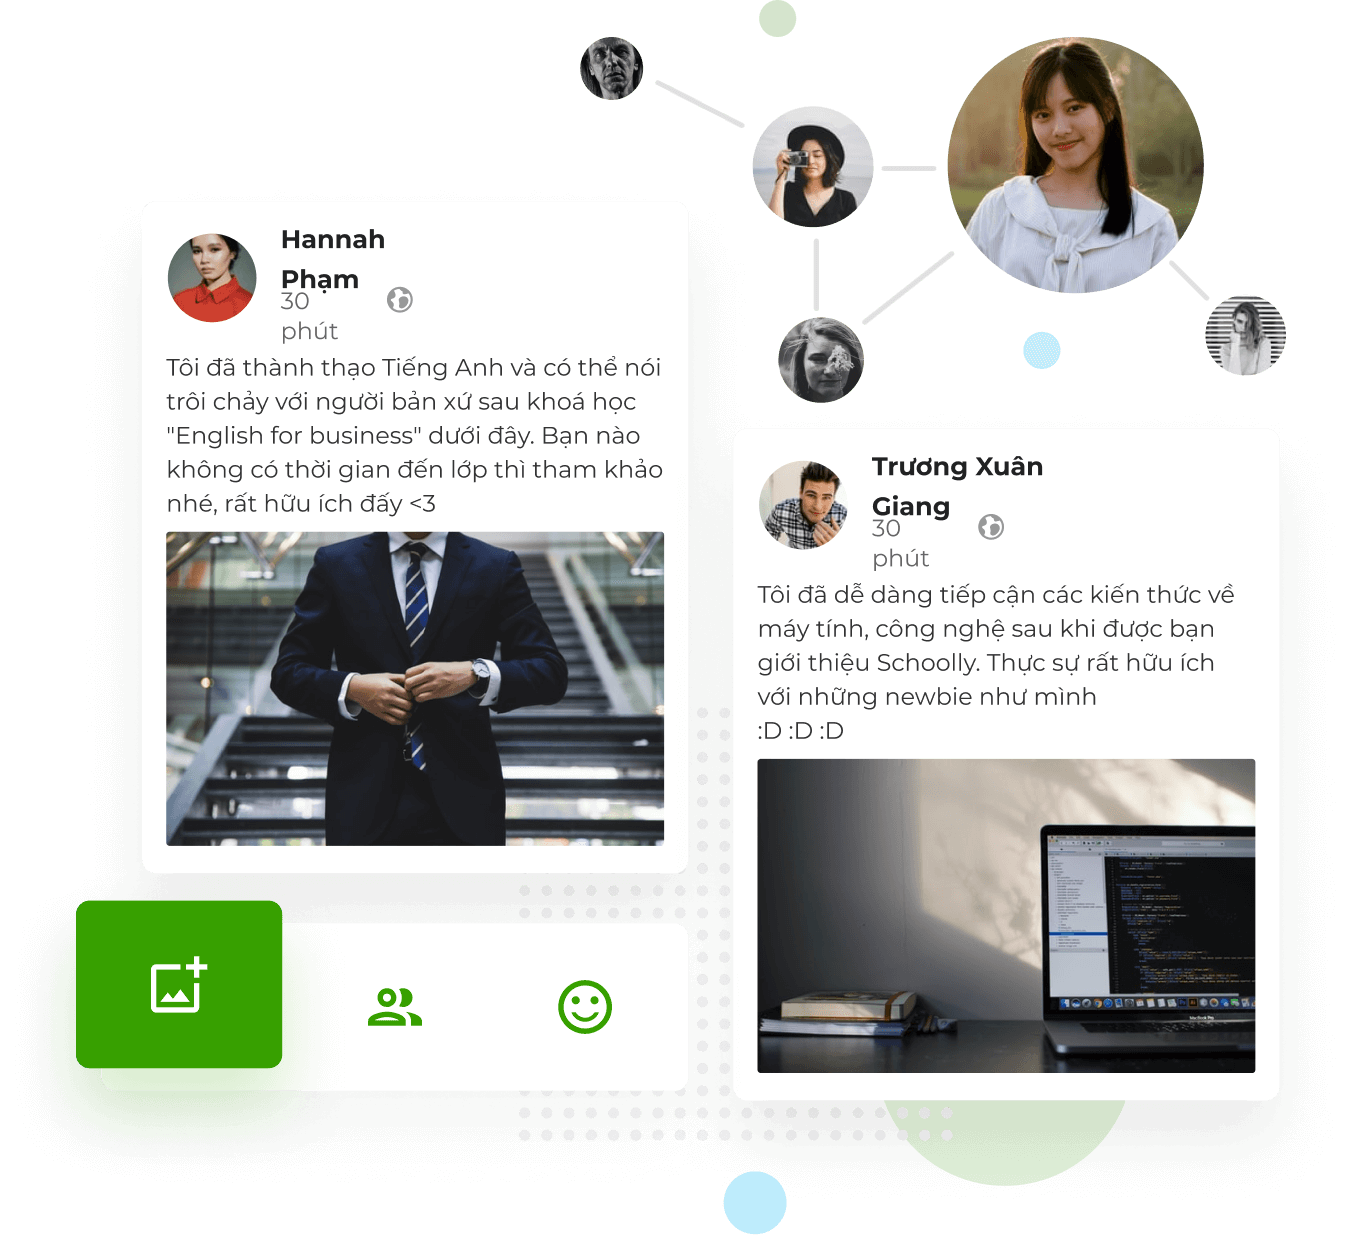 Hannah
Phạm
30
phút
Tôi đã thành thạo Tiếng Anh và có thể nói
trôi chảy với người bản xứ sau khoá học
"English for business" dưới đây. Bạn nào
không có thời gian đến lớp thì tham khảo
nhé, rất hữu ích đấy <3
Trương Xuân
Giang
30
phút
Tôi đã dễ dàng tiếp cận các kiến thức về
máy tính, công nghệ sau khi được bạn
giới thiệu Schoolly. Thực sự rất hữu ích
với những newbie như mình
:D :D :D
MacBook Pro